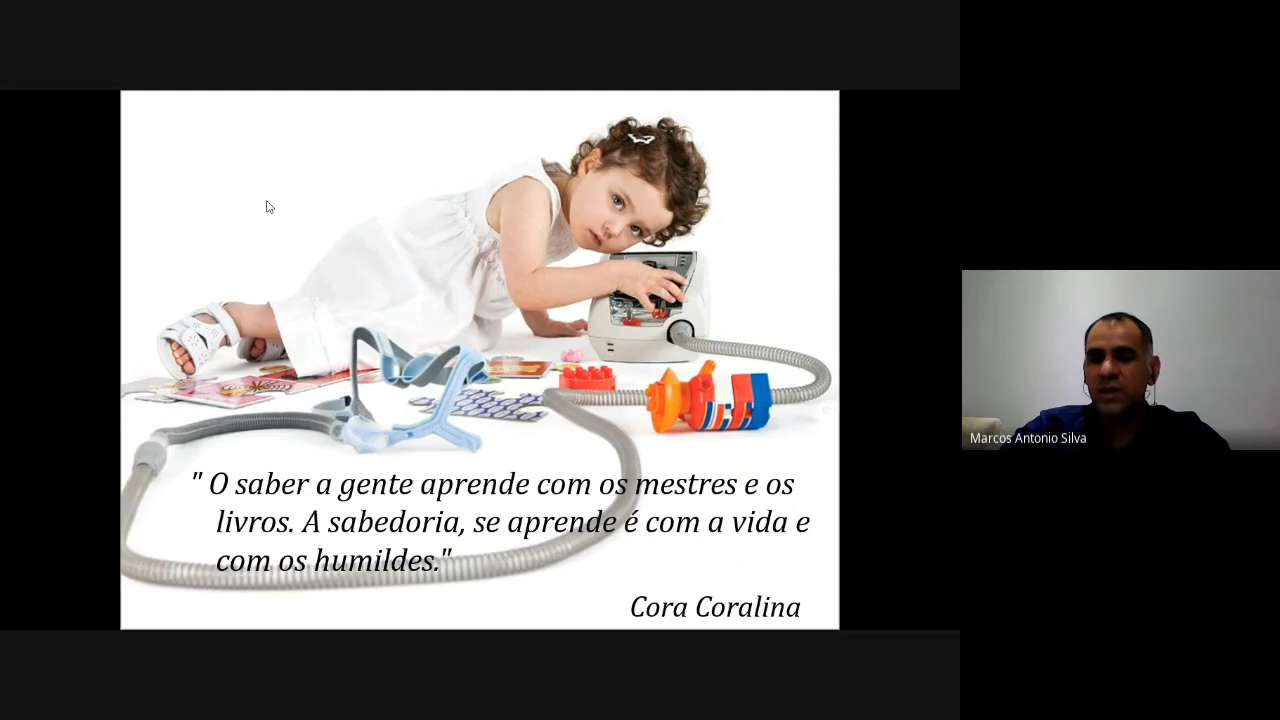 " O saber a gente aprende com os mestres e os
livros. A sabedoria, se aprende é com a vida e
com os humildes."
Cora Coralina
Marcos Antonio Silva